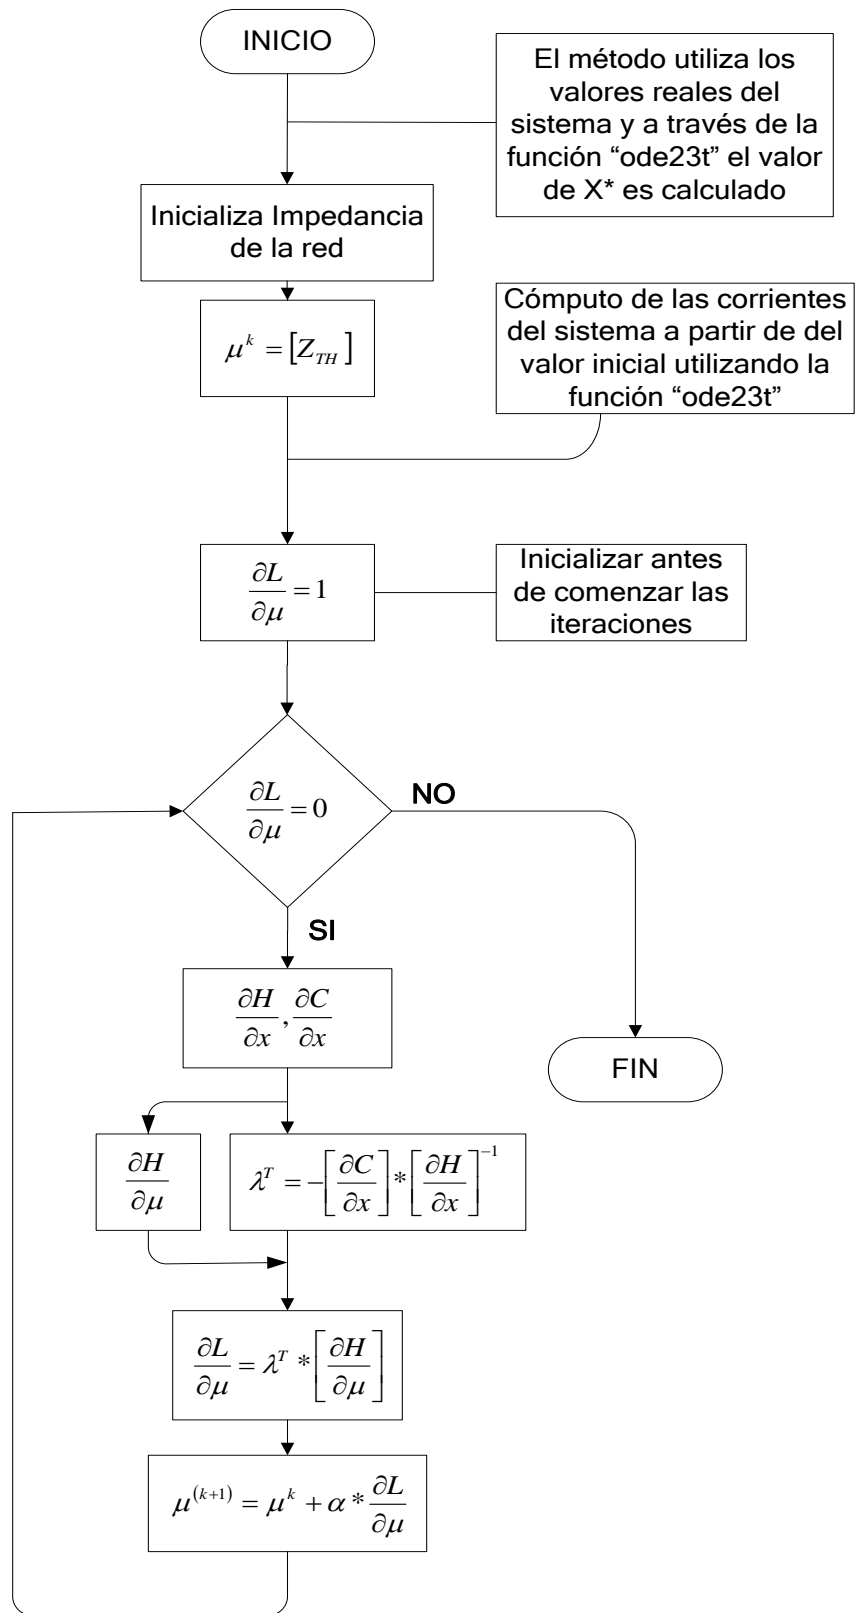 INICIO
El método utiliza los
valores reales del
sistema y a través de la
función “ode23t” el valor
de X* es calculado
Inicializa Impedancia
de la red
Cómputo de las corrientes
del sistema a partir de del
valor inicial utilizando la
función “ode23t”
μ^k = [Z_TH]
∂L/∂μ = 1
Inicializar antes
de comenzar las
iteraciones
∂L/∂μ = 0
NO
SI
∂H/∂x, ∂C/∂x
FIN
∂H/∂μ
λ^T = -[∂C/∂x] * [∂H/∂x]^-1
∂L/∂μ = λ^T * [∂H/∂μ]
μ^(k+1) = μ^k + α * ∂L/∂μ